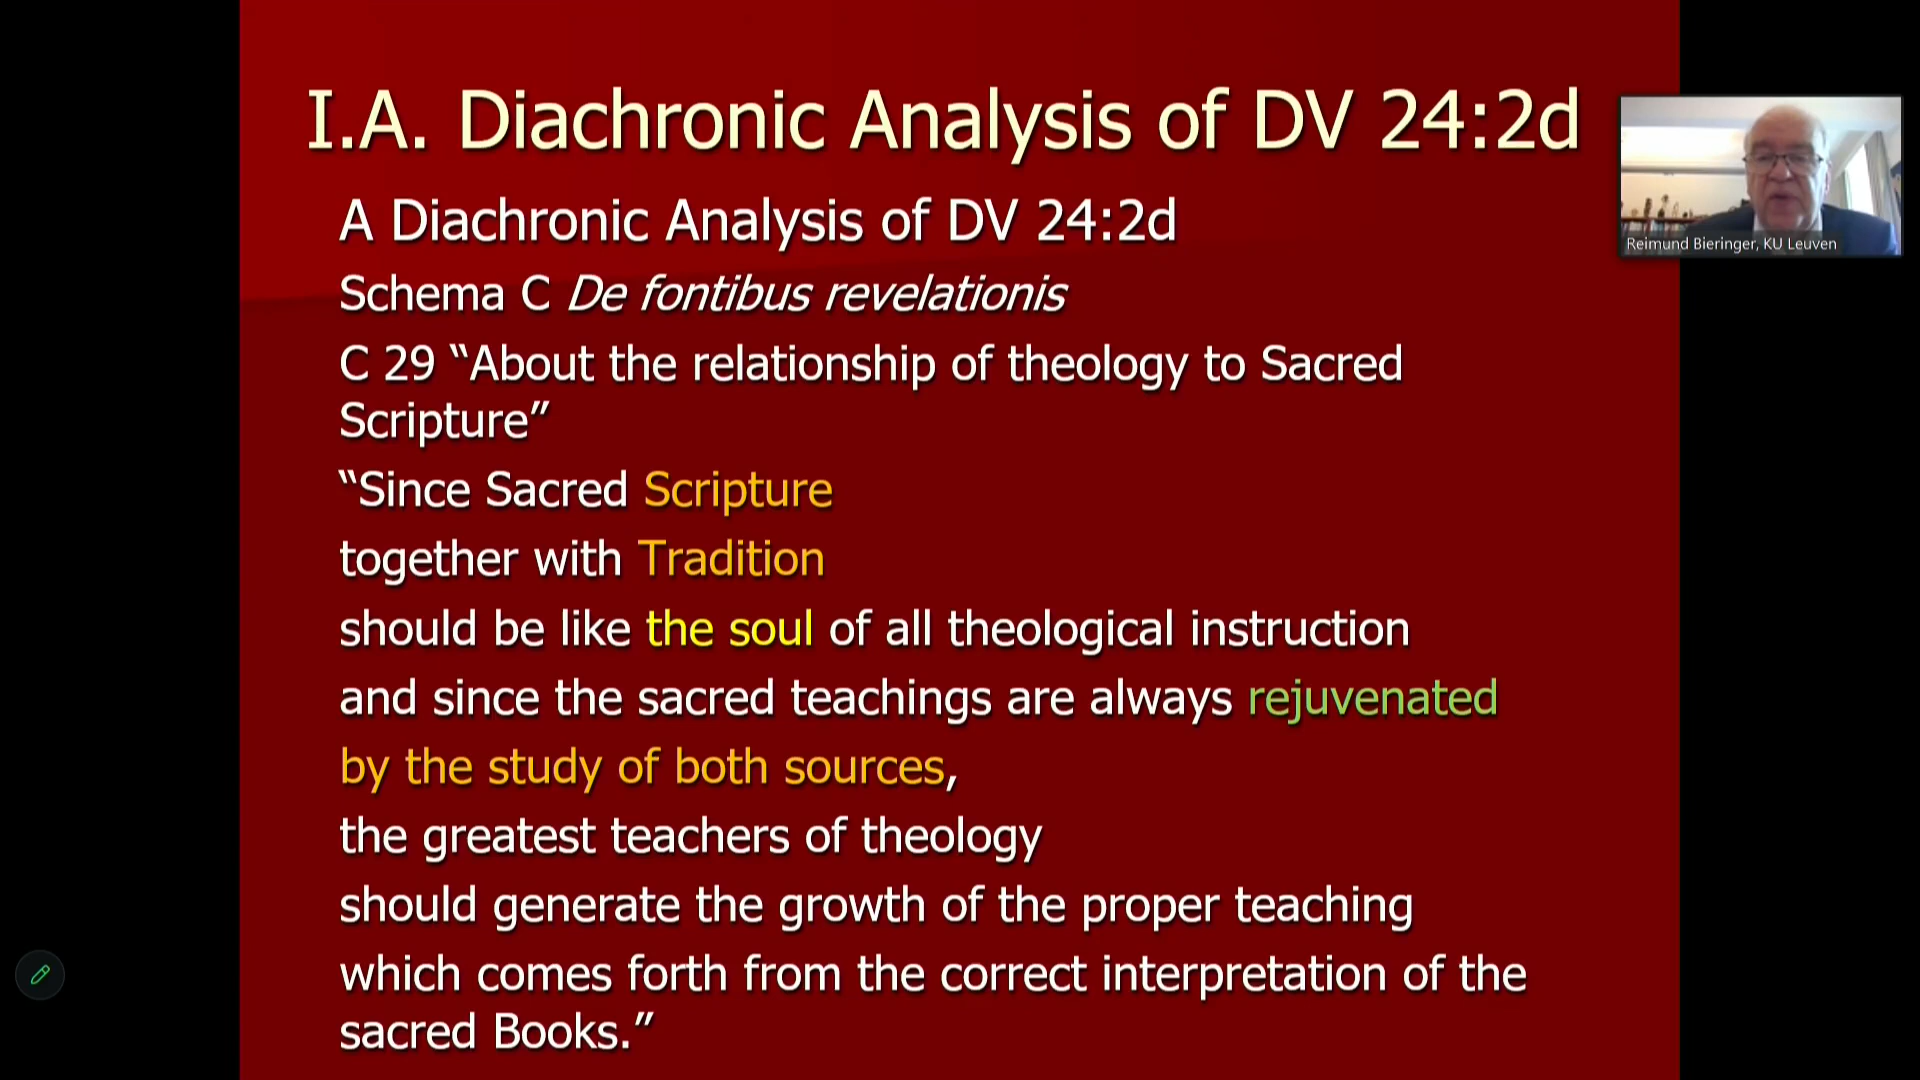 I.A. Diachronic Analysis of DV 24:2d
A Diachronic Analysis of DV 24:2d
Schema C De fontibus revelationis
C 29 “About the relationship of theology to Sacred
Scripture”
“Since Sacred Scripture
together with Tradition
should be like the soul of all theological instruction
and since the sacred teachings are always rejuvenated
by the study of both sources,
the greatest teachers of theology
should generate the growth of the proper teaching
which comes forth from the correct interpretation of the
sacred Books.”
Reimund Bieringer, KU Leuven